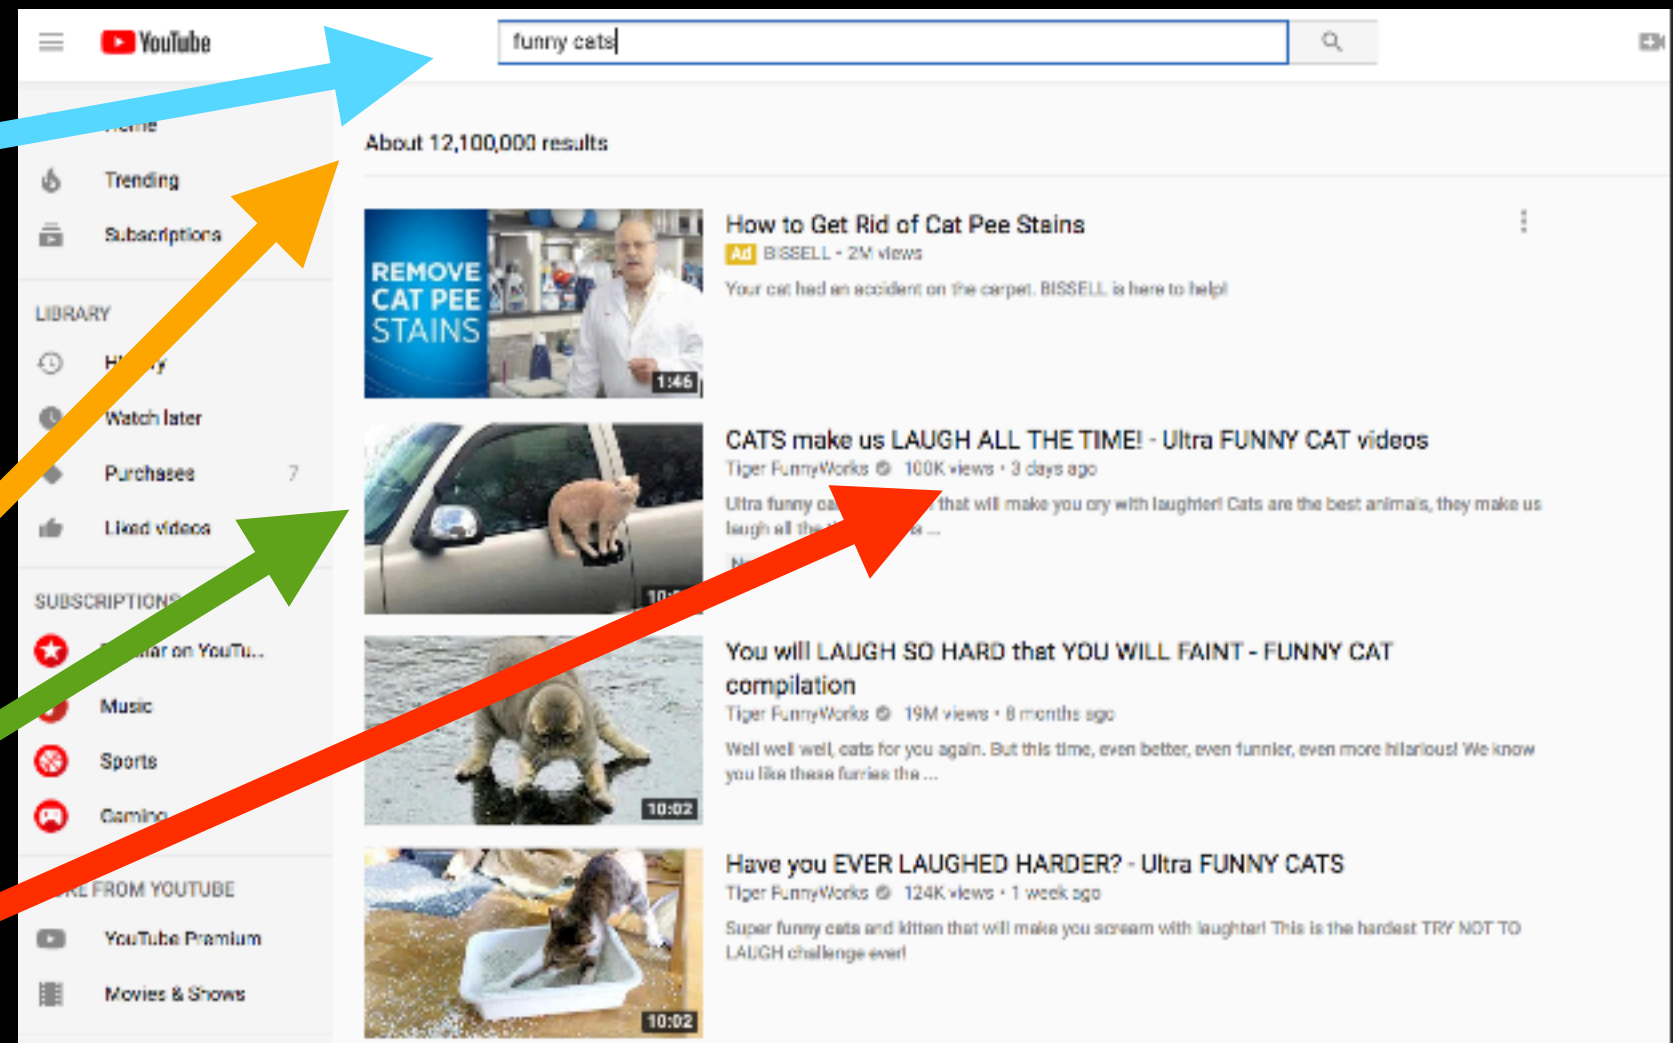 YouTube
funny cats
Home
Trending
Subscriptions
LIBRARY
Watch later
Purchases 7
Liked videos
SUBSCRIPTIONS
on YouTu...
Music
Sports
Gaming
FROM YOUTUBE
YouTube Premium
Movies & Shows
About 12,100,000 results
REMOVE
CAT PEE
STAINS
1:46
How to Get Rid of Cat Pee Stains
Ad BISSELL • 2M views
Your cat had an accident on the carpet. BISSELL is here to help!
CATS make us LAUGH ALL THE TIME! - Ultra FUNNY CAT videos
Tiger FunnyWorks 100K views • 3 days ago
Ultra funny that will make you cry with laughter! Cats are the best animals, they make us
laugh all the ...
You will LAUGH SO HARD that YOU WILL FAINT - FUNNY CAT
compilation
Tiger FunnyWorks 19M views • 8 months ago
Well well well, cats for you again. But this time, even better, even funnier, even more hilarious! We know
you like these furries the ...
10:02
Have you EVER LAUGHED HARDER? - Ultra FUNNY CATS
Tiger FunnyWorks 124K views • 1 week ago
Super funny cats and kitten that will make you scream with laughter! This is the hardest TRY NOT TO
LAUGH challenge ever!
10:02